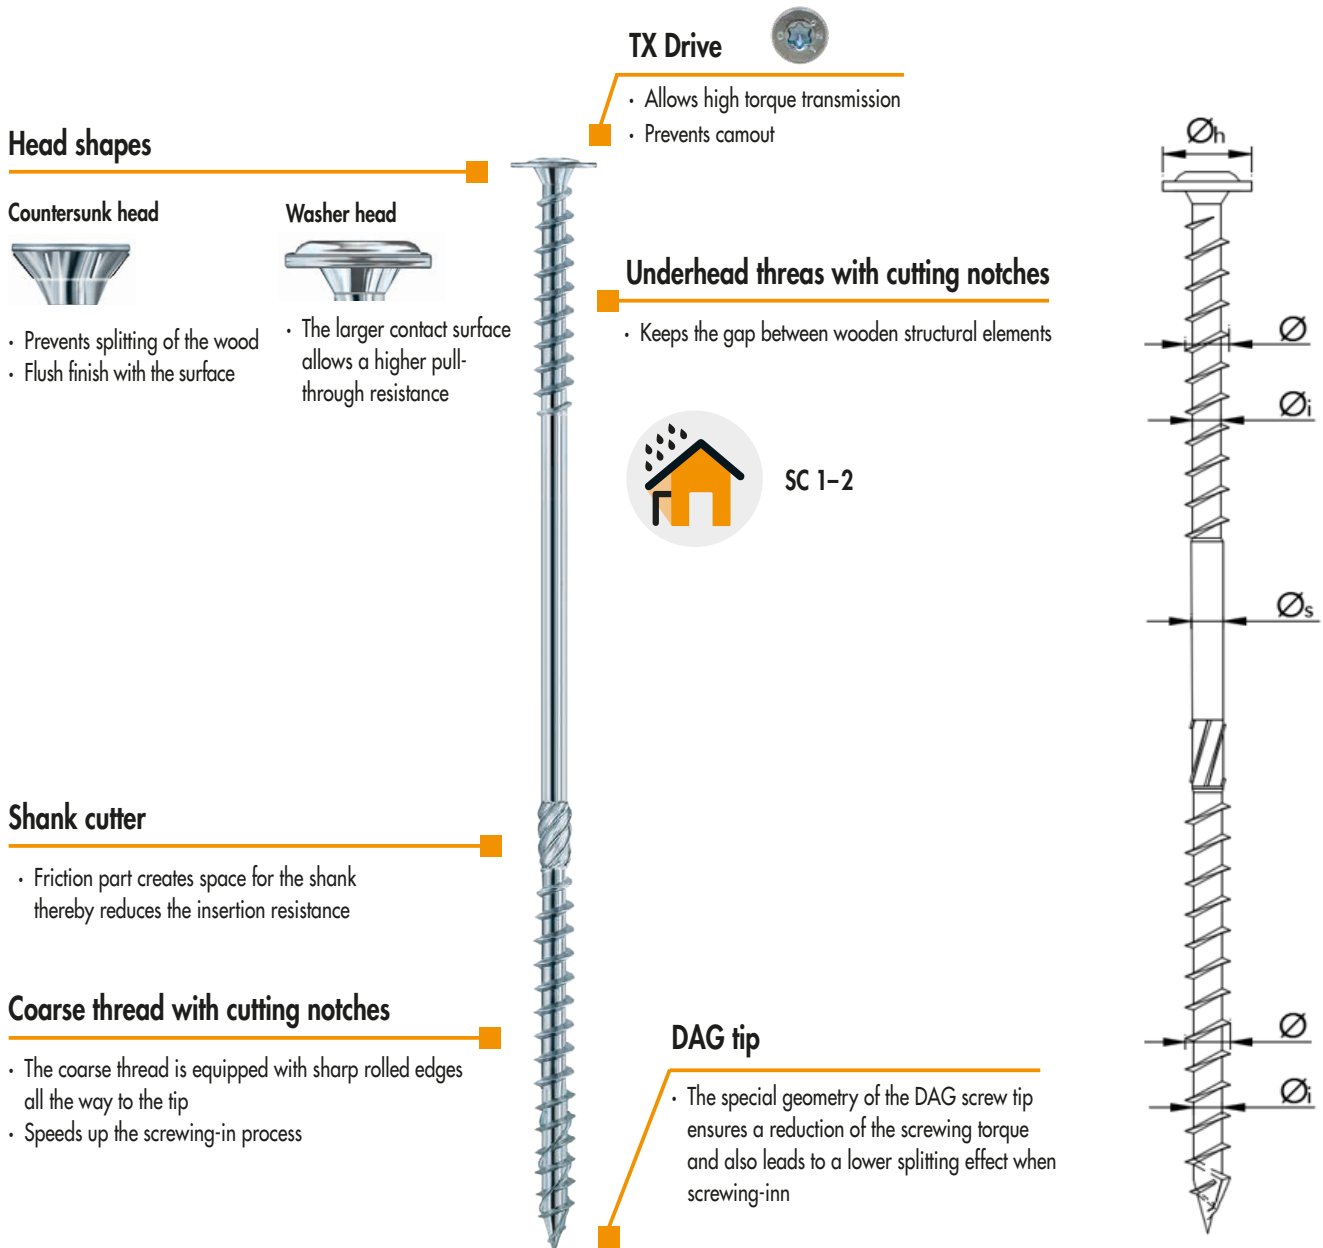 TX Drive
· Allows high torque transmission
· Prevents camout
Head shapes
Countersunk head
· Prevents splitting of the wood
· Flush finish with the surface
Washer head
· The larger contact surface
allows a higher pull-
through resistance
Underhead threas with cutting notches
· Keeps the gap between wooden structural elements
SC 1–2
Shank cutter
· Friction part creates space for the shank
thereby reduces the insertion resistance
Coarse thread with cutting notches
· The coarse thread is equipped with sharp rolled edges
all the way to the tip
· Speeds up the screwing-in process
DAG tip
· The special geometry of the DAG screw tip
ensures a reduction of the screwing torque
and also leads to a lower splitting effect when
screwing-inn
Øh
Ø
Øi
Øs
Ø
Øi